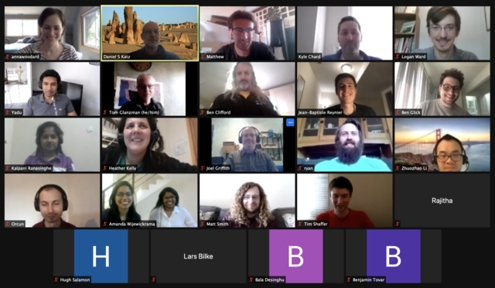 annawoodard
Daniel S Katz
Matthew
Kyle Chard
Logan Ward
Yadu
Tom Glanzman (he/him)
Ben Clifford
Jean-Baptiste Reynier
Ben Glick
Kalpani Ratnasinghe
Heather Kelly
Joel Griffith
ryan
Zhuozhao Li
Douye
Amanda Wijewickrama
Matt Smith
Tim Shaffer
Rajitha
H
Hugh Salamon
Lars Bilke
B
Bala Desinghu
B
Benjamin Tovar